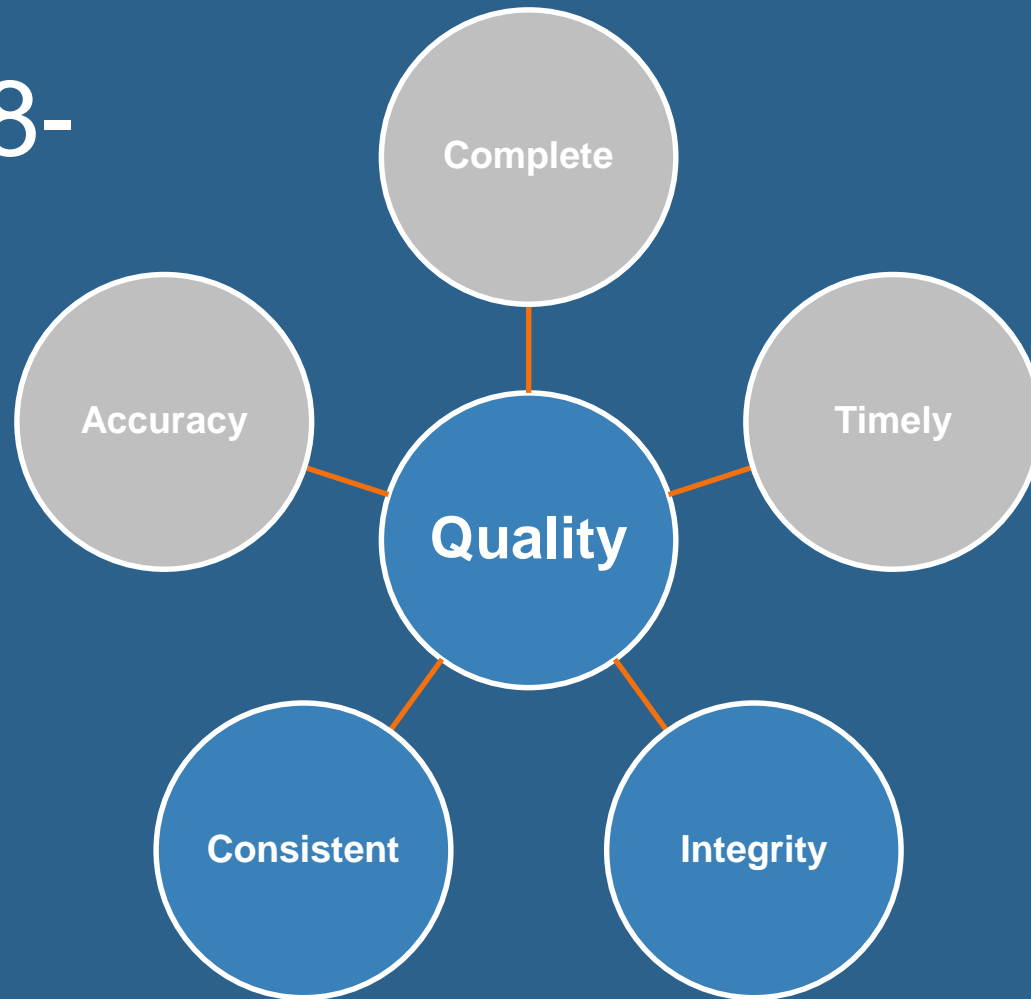 8-
Complete
Accuracy
Timely
Quality
Consistent
Integrity